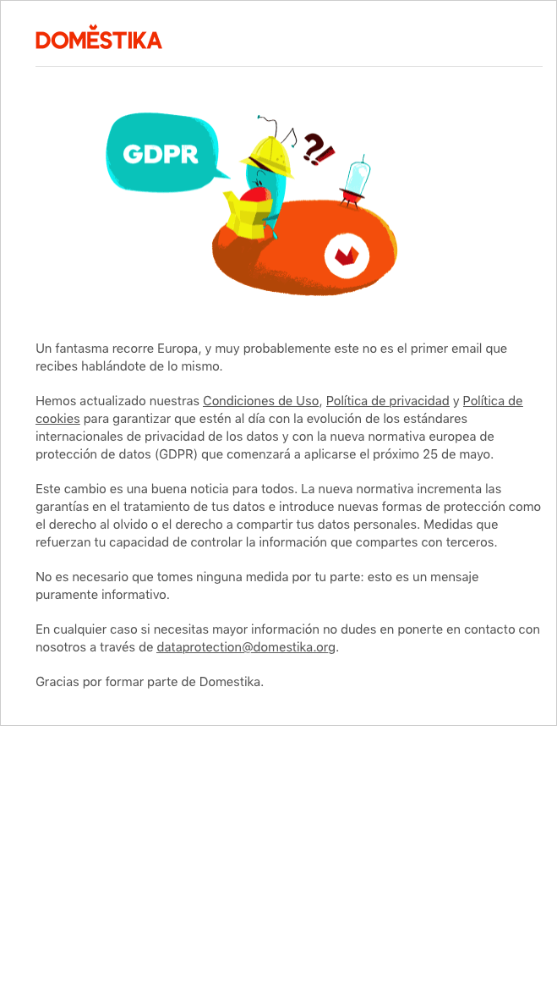 DOMĚSTIKA
GDPR
?!
Un fantasma recorre Europa, y muy probablemente este no es el primer email que
recibes hablándote de lo mismo.
Hemos actualizado nuestras Condiciones de Uso, Política de privacidad y Política de
cookies para garantizar que estén al día con la evolución de los estándares
internacionales de privacidad de los datos y con la nueva normativa europea de
protección de datos (GDPR) que comenzará a aplicarse el próximo 25 de mayo.
Este cambio es una buena noticia para todos. La nueva normativa incrementa las
garantías en el tratamiento de tus datos e introduce nuevas formas de protección como
el derecho al olvido o el derecho a compartir tus datos personales. Medidas que
refuerzan tu capacidad de controlar la información que compartes con terceros.
No es necesario que tomes ninguna medida por tu parte: esto es un mensaje
puramente informativo.
En cualquier caso si necesitas mayor información no dudes en ponerte en contacto con
nosotros a través de dataprotection@domestika.org.
Gracias por formar parte de Domestika.